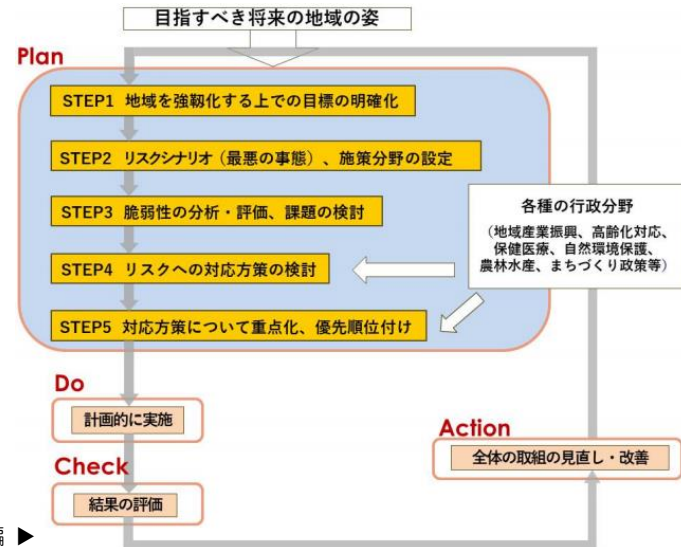 目指すべき将来の地域の姿
Plan
STEP1 地域を強靱化する上での目標の明確化
STEP2 リスクシナリオ（最悪の事態）、施策分野の設定
STEP3 脆弱性の分析・評価、課題の検討
STEP4 リスクへの対応方策の検討
STEP5 対応方策について重点化、優先順位付け
各種の行政分野
（地域産業振興、高齢化対応、
保健医療、自然環境保護、
農林水産、まちづくり政策等）
Do
計画的に実施
Check
結果の評価
Action
全体の取組の見直し・改善
▶